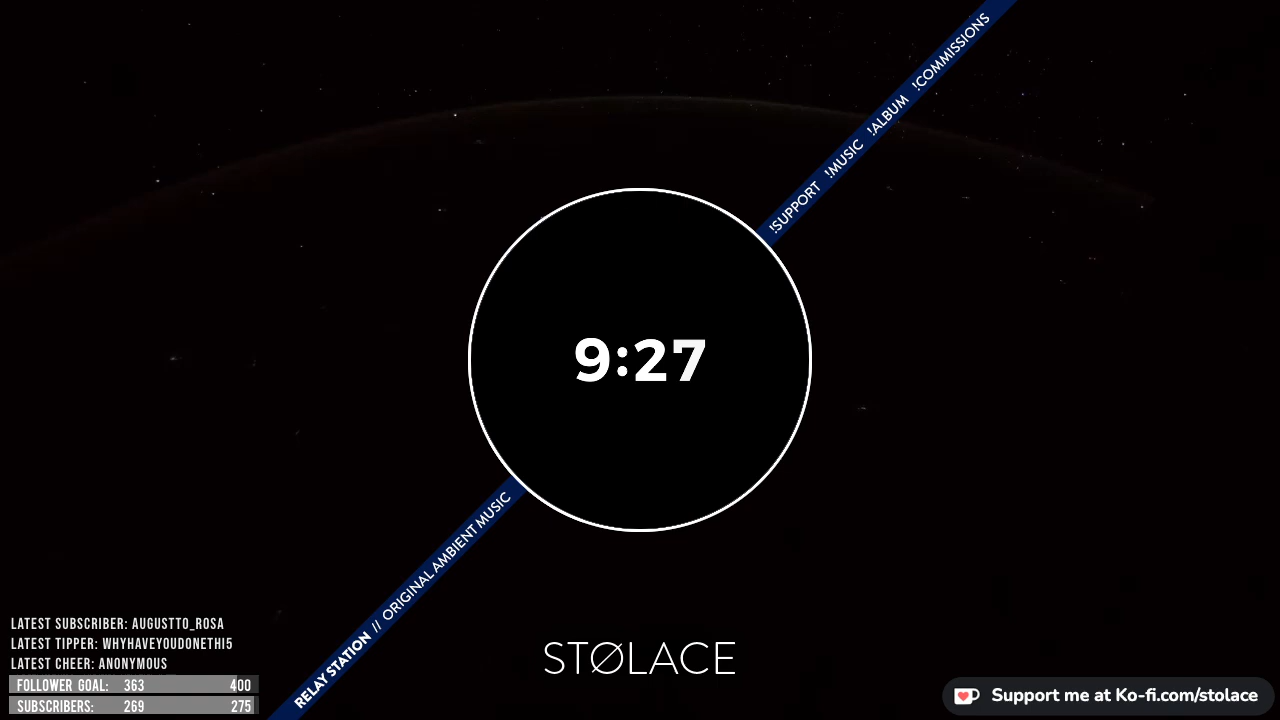 !SUPPORT !MUSIC !ALBUM !COMMISSIONS
9:27
RELAY STATION // ORIGINAL AMBIENT MUSIC
LATEST SUBSCRIBER: AUGUSTTO_ROSA
LATEST TIPPER: WHYHAVEYOUDONETHI5
LATEST CHEER: ANONYMOUS
FOLLOWER GOAL: 363 400
SUBSCRIBERS: 269 275
STØLACE
Support me at Ko-fi.com/stolace